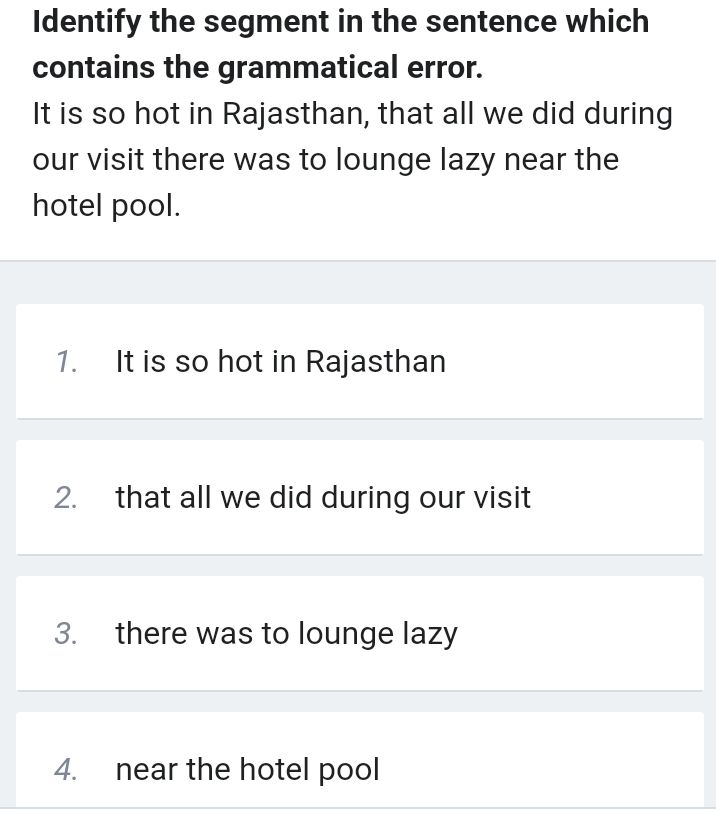 Identify the segment in the sentence which
contains the grammatical error.
It is so hot in Rajasthan, that all we did during
our visit there was to lounge lazy near the
hotel pool.
1. It is so hot in Rajasthan
2. that all we did during our visit
3. there was to lounge lazy
4. near the hotel pool